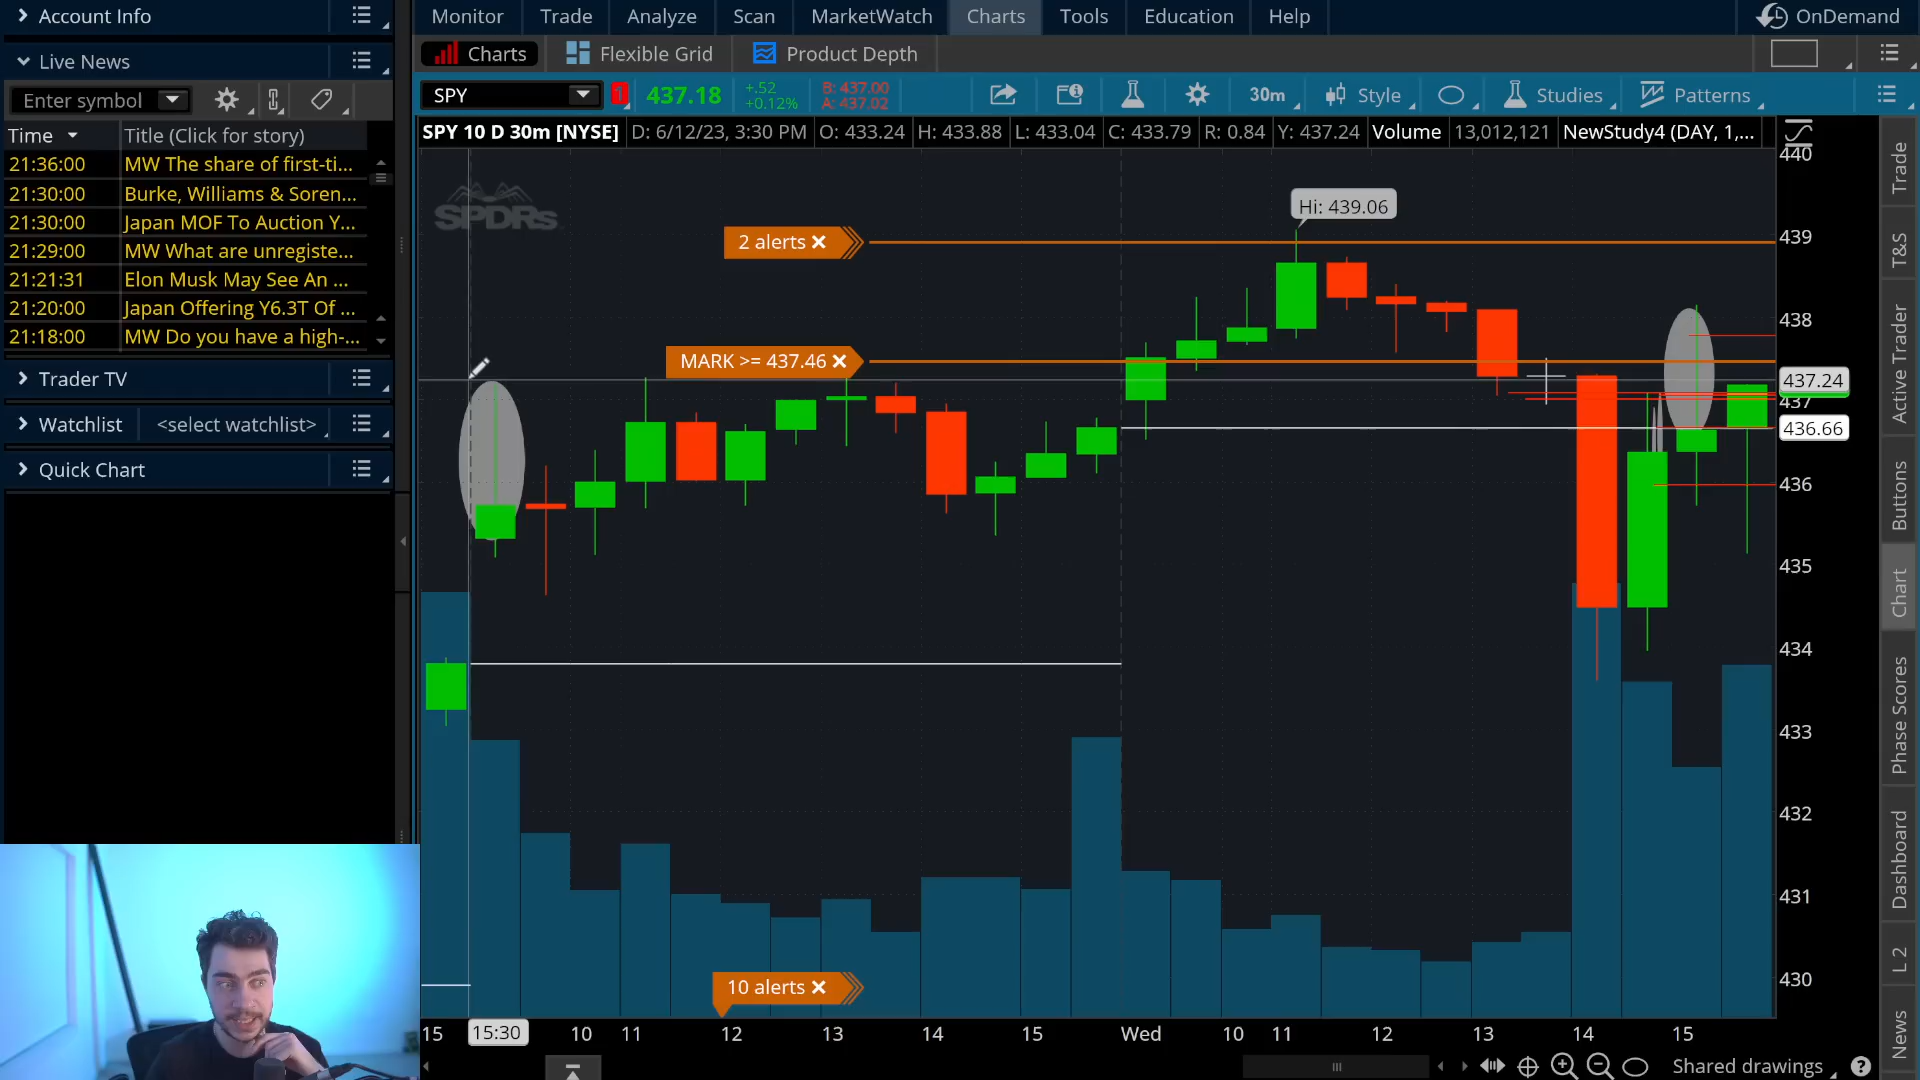 Account Info
Monitor
Trade
Analyze
Scan
MarketWatch
Charts
Tools
Education
Help
OnDemand
Live News
Charts
Flexible Grid
Product Depth
Enter symbol
SPY
1
437.18
+.52
+0.12%
B: 437.00
A: 437.02
30m
Style
Studies
Patterns
Time
Title (Click for story)
SPY 10 D 30m [NYSE]
D: 6/12/23, 3:30 PM
O: 433.24
H: 433.88
L: 433.04
C: 433.79
R: 0.84
Y: 437.24
Volume
13,012,121
NewStudy4 (DAY, 1,...
21:36:00 MW The share of first-ti...
21:30:00 Burke, Williams & Soren...
21:30:00 Japan MOF To Auction Y...
21:29:00 MW What are unregiste...
21:21:31 Elon Musk May See An ...
21:20:00 Japan Offering Y6.3T Of ...
21:18:00 MW Do you have a high-...
Trader TV
Watchlist
<select watchlist>
Quick Chart
SPDRs
2 alerts
Hi: 439.06
MARK >= 437.46
10 alerts
440
439
438
437.24
437
436.66
436
435
434
433
432
431
430
15
15:30
10
11
12
13
14
15
Wed
10
11
12
13
14
15
Shared drawings
Trade
T&S
Active Trader
Buttons
Chart
Phase Scores
Dashboard
L 2
News